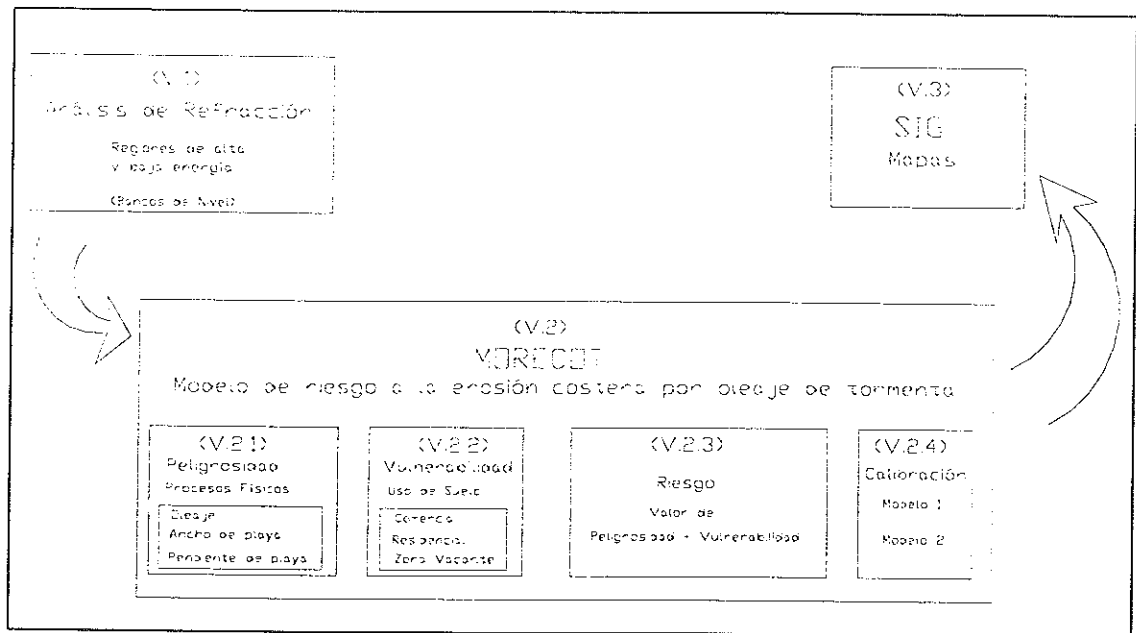 (V.1)
Análisis de Refracción
Regiones de alta
y baja energía
(Bancos de Nivel)
(V.3)
SIG
Mapas
(V.2)
MORECOT
Modelo de riesgo a la erosión costera por oleaje de tormenta
(V.2.1)
Peligrosidad
Procesos Físicos
Oleaje
Ancho de playa
Pendiente de playa
(V.2.2)
Vulnerabilidad
Uso de Suelo
Comercial
Residencial
Zona Vacante
(V.2.3)
Riesgo
Valor de
Peligrosidad + Vulnerabilidad
(V.2.4)
Calibración
Modelo 1
Modelo 2